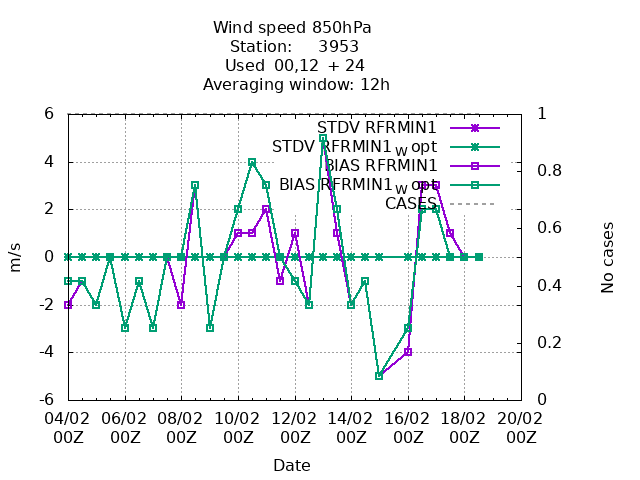 Wind speed 850hPa
Station: 3953
Used 00,12 + 24
Averaging window: 12h
6 1
STDV RFRMIN1
STDV RFRMIN1_W opt
4 BIAS RFRMIN1
0.8
BIAS RFRMIN1_W opt
2 CASES
0.6
m/s 0 No cases
-2 0.4
-4 0.2
-6 0
04/02 06/02 08/02 10/02 12/02 14/02 16/02 18/02 20/02
00Z 00Z 00Z 00Z 00Z 00Z 00Z 00Z 00Z
Date